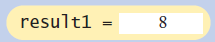 result1 = 8